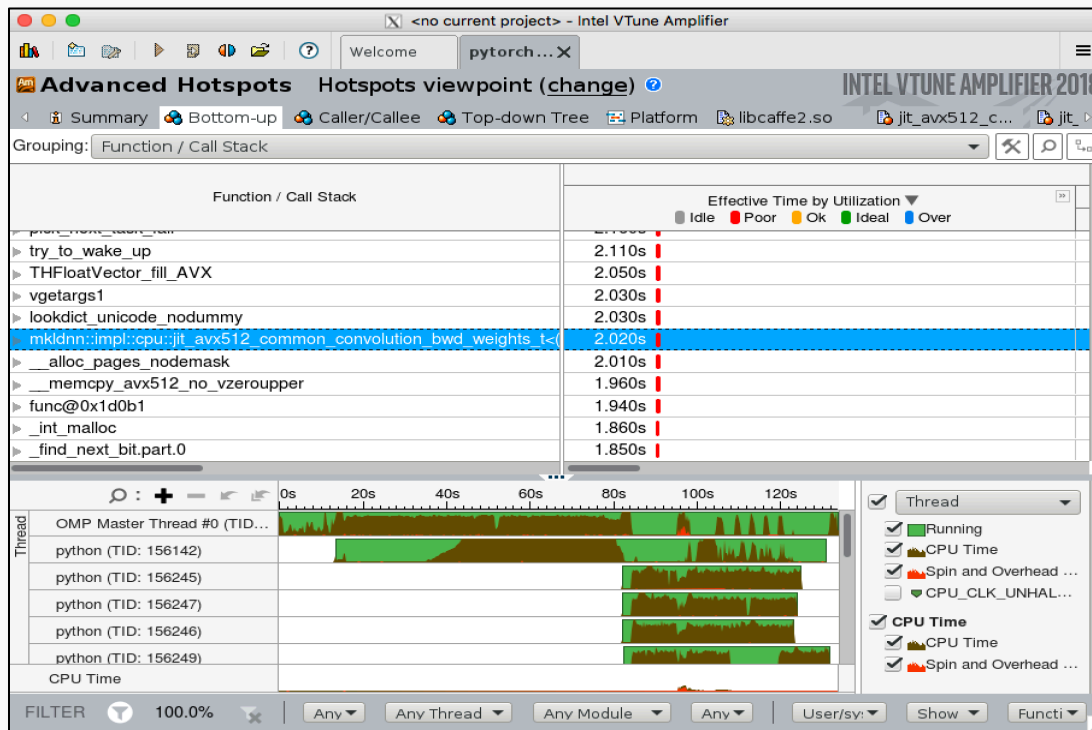 <no current project> - Intel VTune Amplifier
Welcome
pytorch...
Am Advanced Hotspots Hotspots viewpoint (change) ? INTEL VTUNE AMPLIFIER 2018
Summary Bottom-up Caller/Callee Top-down Tree Platform libcaffe2.so jit_avx512_c... jit_
Grouping: Function / Call Stack
Function / Call Stack
Effective Time by Utilization
Idle Poor Ok Ideal Over
try_to_wake_up 2.110s
THFloatVector_fill_AVX 2.050s
vgetargs1 2.030s
lookdict_unicode_nodummy 2.030s
mkldnn::impl::cpu::jit_avx512_common_convolution_bwd_weights_t<( 2.020s
__alloc_pages_nodemask 2.010s
__memcpy_avx512_no_vzeroupper 1.960s
func@0x1d0b1 1.940s
_int_malloc 1.860s
_find_next_bit.part.0 1.850s
0s 20s 40s 60s 80s 100s 120s
Thread
OMP Master Thread #0 (TID...
python (TID: 156142)
python (TID: 156245)
python (TID: 156247)
python (TID: 156246)
python (TID: 156249)
CPU Time
Thread
Running
CPU Time
Spin and Overhead ...
CPU_CLK_UNHAL...
CPU Time
CPU Time
Spin and Overhead ...
FILTER 100.0% Any Any Thread Any Module Any User/sy: Show Functi